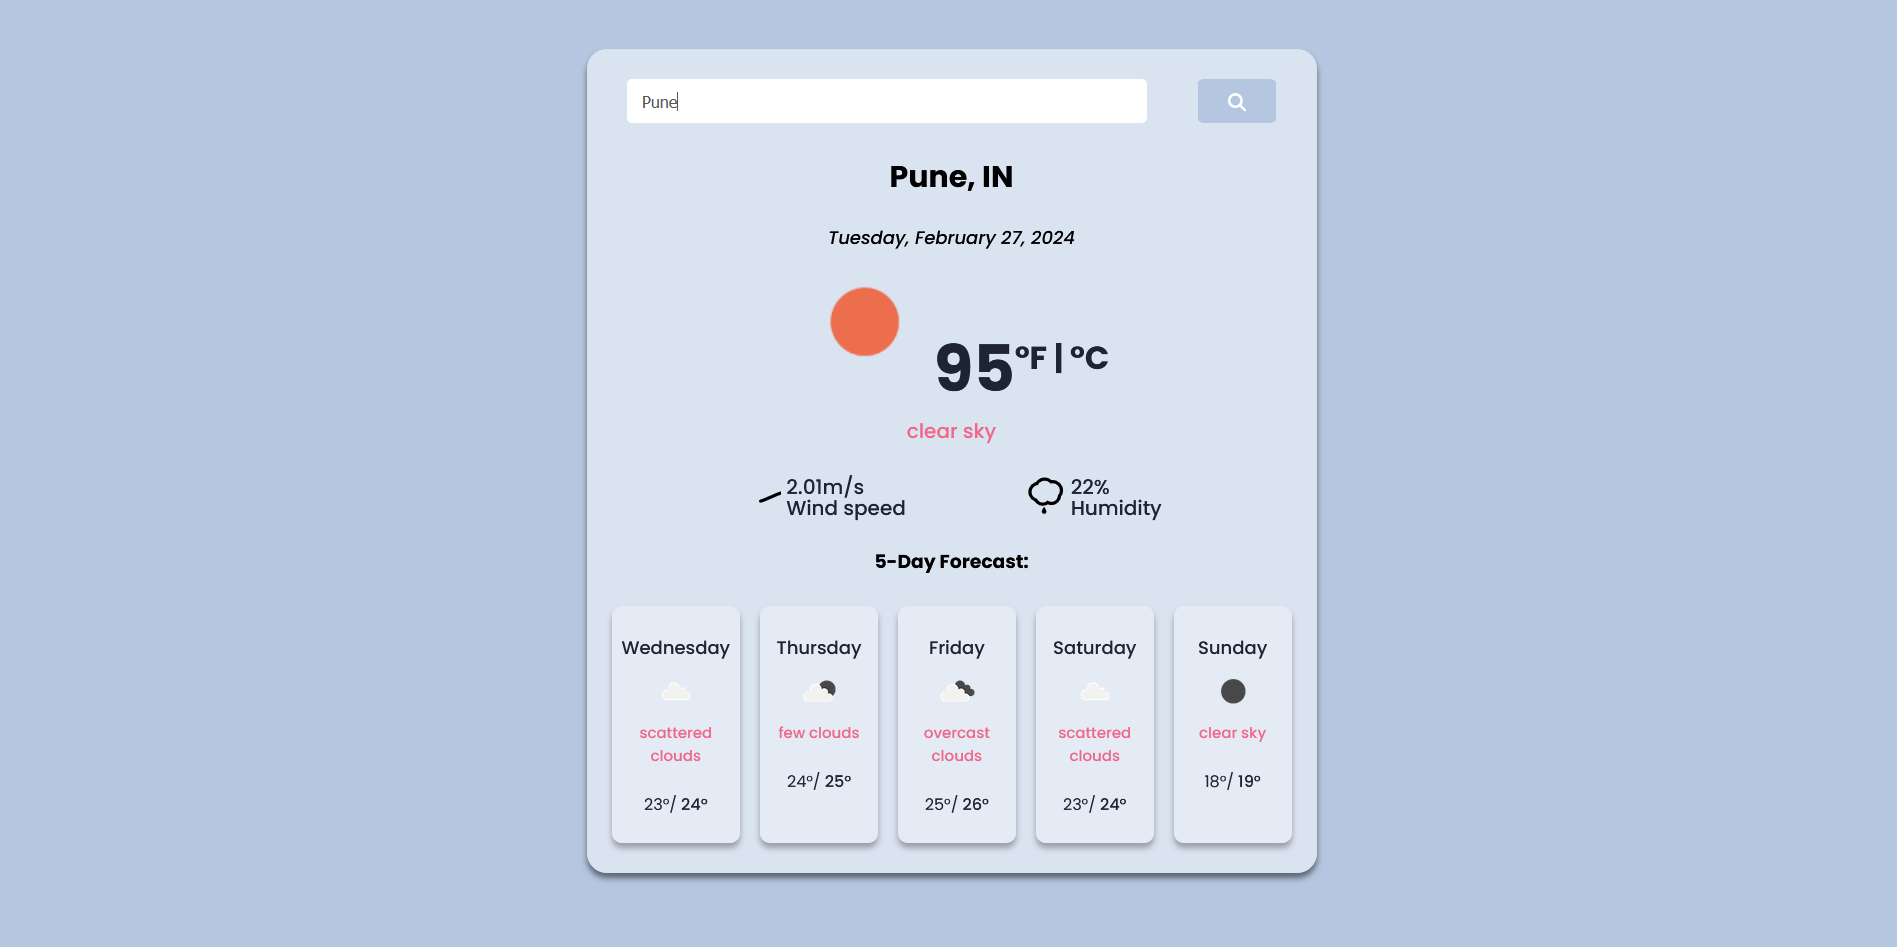 Pune
Pune, IN
Tuesday, February 27, 2024
95°F | °C
clear sky
2.01m/s
Wind speed
22%
Humidity
5-Day Forecast:
Wednesday
scattered
clouds
23°/ 24°
Thursday
few clouds
24°/ 25°
Friday
overcast
clouds
25°/ 26°
Saturday
scattered
clouds
23°/ 24°
Sunday
clear sky
18°/ 19°